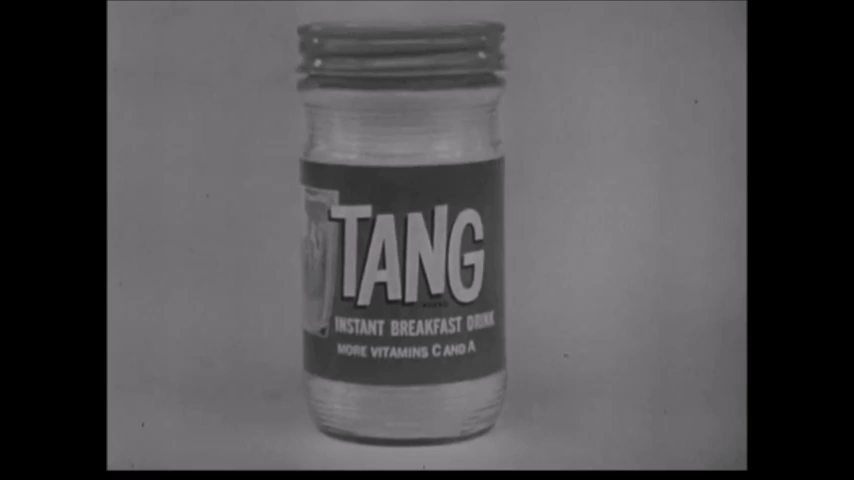 TANG
INSTANT BREAKFAST DRINK
MORE VITAMINS C AND A